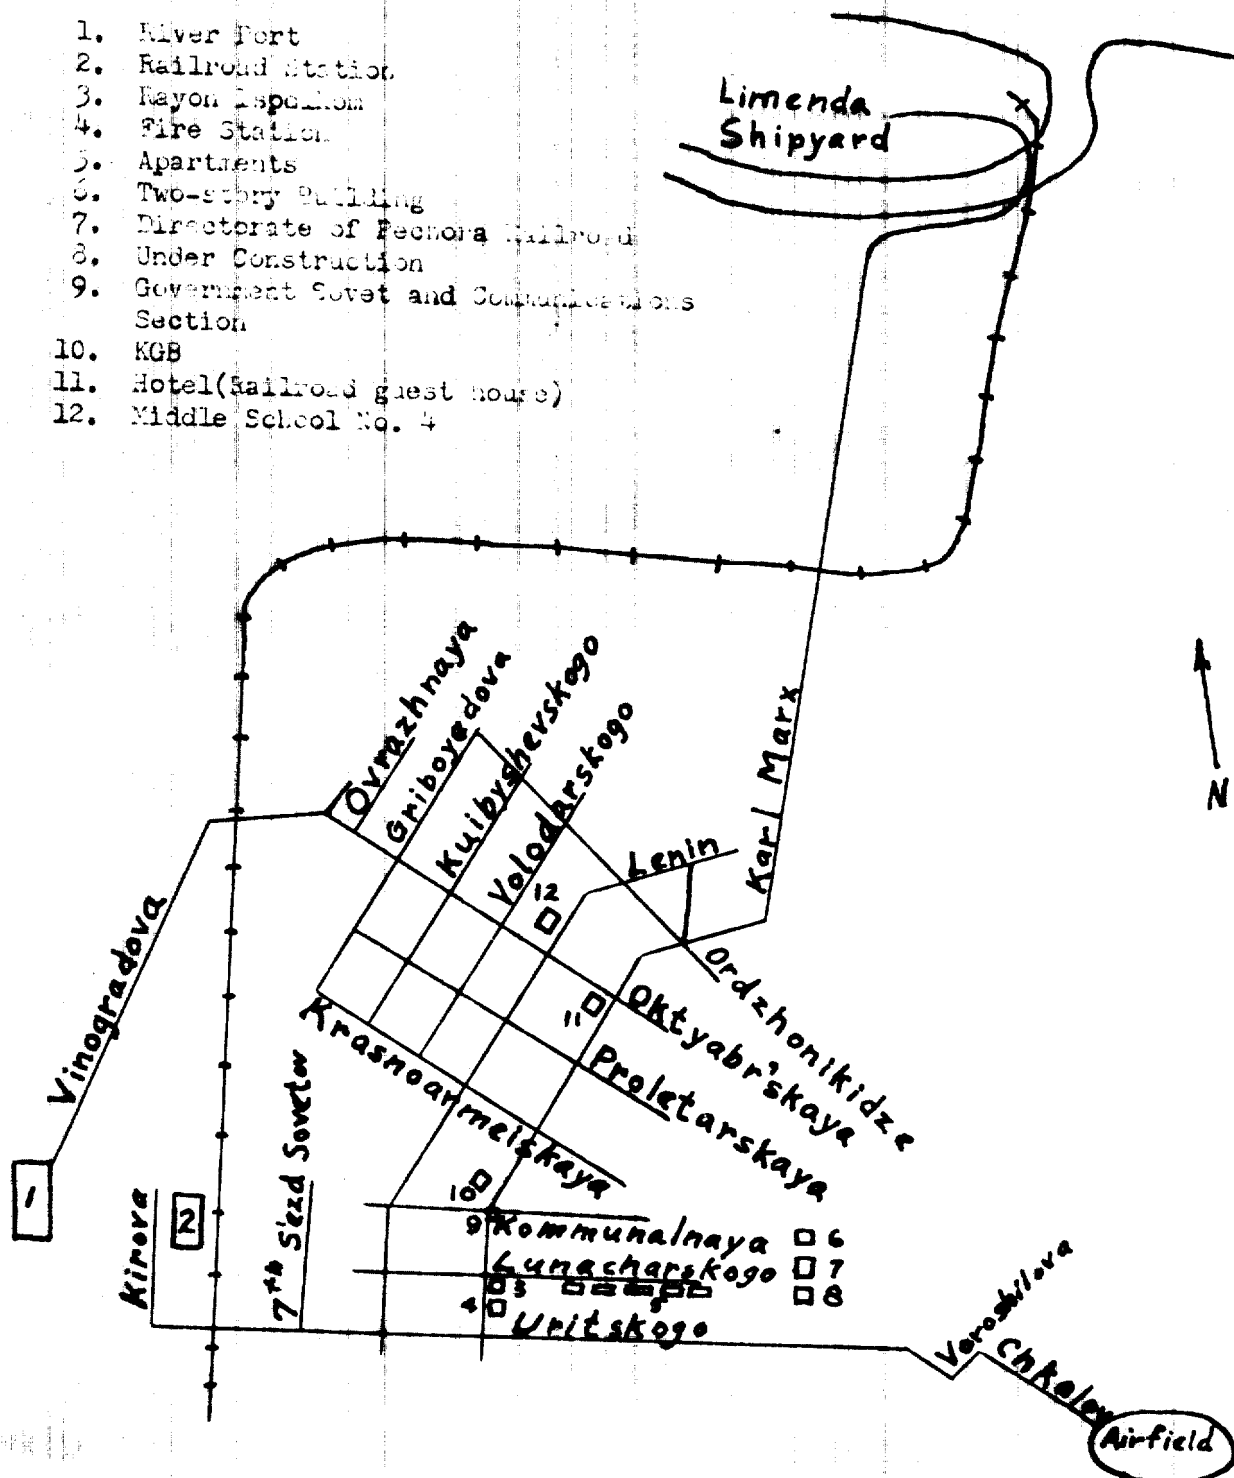 1. River Port
2. Railroad Station
3. Rayon Ispolkom
4. Fire Station
5. Apartments
6. Two-story Building
7. Directorate of Pechora Railroad
8. Under Construction
9. Government Sovet and Communications
Section
10. KGB
11. Hotel(Railroad guest house)
12. Middle School No. 4
Limenda
Shipyard
N
Ovrazhnaya
Griboyedova
Kuibyshevskogo
Volodarskogo
Karl Marx
Lenin
12
Vinogradova
Ordzhonikidze
11
Oktyabr'skaya
Proletarskaya
Krasnoarmeiskaya
7th S'ezd Sovetov
1
2
Kirova
10
9 Kommunalnaya 6
Lunacharskogo 7
3 5 8
4 Uritskogo
Voroshilova
Chkalov
Airfield